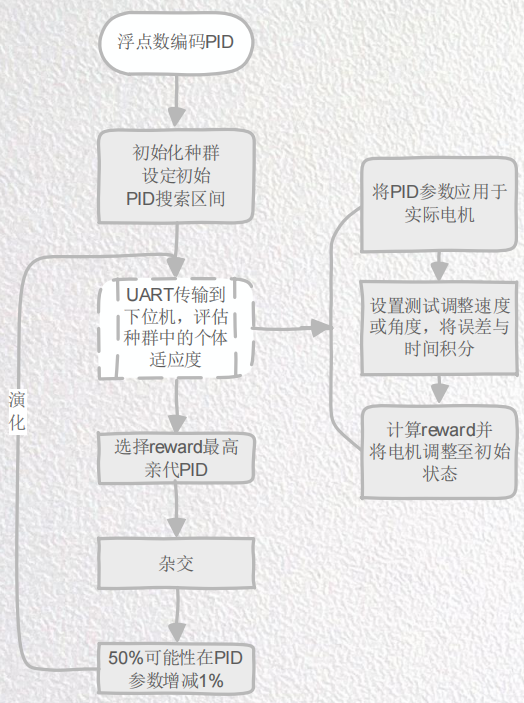 浮点数编码PID
初始化种群
设定初始
PID搜索区间
UART传输到
下位机，评估
种群中的个体
适应度
选择reward最高
亲代PID
杂交
50%可能性在PID
参数增减1%
演
化
将PID参数应用于
实际电机
设置测试调整速度
或角度，将误差与
时间积分
计算reward并
将电机调整至初始
状态